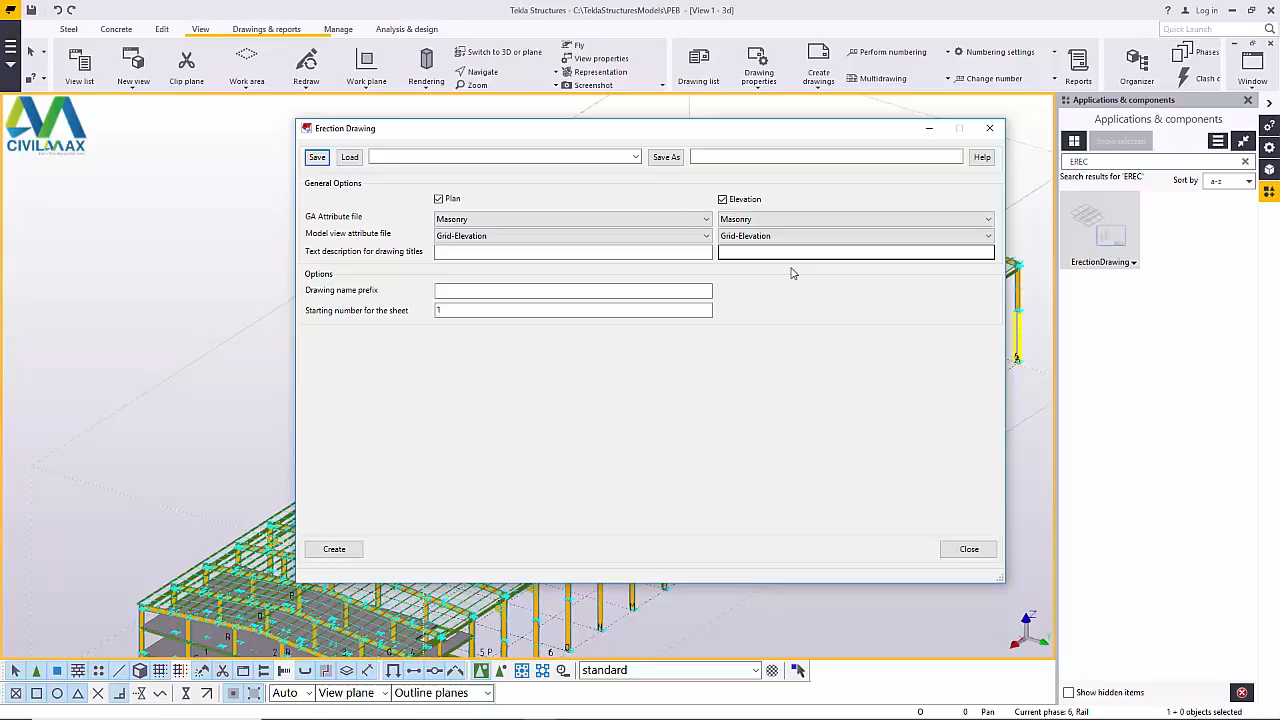 Tekla Structures - C:\TeklaStructuresModels\PEB - [View 1 - 3d]
Log in
Steel Concrete Edit View Drawings & reports Manage Analysis & design
Quick Launch
View list New view Clip plane Work area Redraw Work plane Rendering
Switch to 3D or plane
Navigate
Zoom
Fly
View properties
Representation
Screenshot
Drawing list Drawing properties Create drawings
Perform numbering
Multidrawing
Numbering settings
Change number
Reports Organizer
Phases
Clash c
Window
CIVILMAX
Applications & components
Applications & components
Show selected
EREC
Search results for 'EREC'
Sort by a-z
ErectionDrawing
Erection Drawing
Save Load Save As Help
General Options
Plan Elevation
GA Attribute file Masonry Masonry
Model view attribute file Grid-Elevation Grid-Elevation
Text description for drawing titles
Options
Drawing name prefix
Starting number for the sheet 1
Create Close
standard
Auto View plane Outline planes
Show hidden items
O 0 Pan Current phase: 6, Rail 1 + 0 objects selected